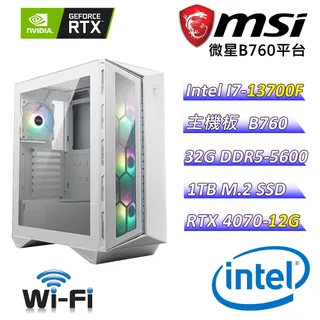 NVIDIA
GEFORCE
RTX
msi
微星B760平台
Intel I7-13700F
主機板 B760
32G DDR5-5600
1TB M.2 SSD
RTX 4070-12G
Wi-Fi
intel